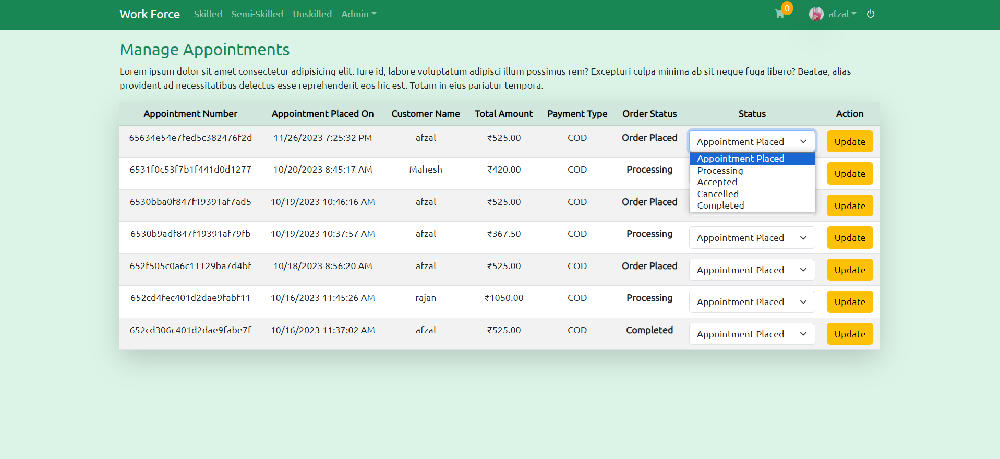 Work Force Skilled Semi-Skilled Unskilled Admin 0 afzal
Manage Appointments
Lorem ipsum dolor sit amet consectetur adipisicing elit. Iure id, labore voluptatum adipisci illum possimus rem? Excepturi culpa minima ab sit neque fuga libero? Beatae, alias
provident ad necessitatibus delectus esse reprehenderit eos hic est. Totam in eius pariatur tempora.
Appointment Number Appointment Placed On Customer Name Total Amount Payment Type Order Status Status Action
65634e54e7fed5c382476f2d 11/26/2023 7:25:32 PM afzal ₹525.00 COD Order Placed Appointment Placed Update
Appointment Placed
Processing
Accepted
Cancelled
Completed
6531f0c53f7b1f441d0d1277 10/20/2023 8:45:17 AM Mahesh ₹420.00 COD Processing Update
6530bba0f847f19391af7ad5 10/19/2023 10:46:16 AM afzal ₹525.00 COD Order Placed Update
6530b9adf847f19391af79fb 10/19/2023 10:37:57 AM afzal ₹367.50 COD Processing Appointment Placed Update
652f505c0a6c11129ba7d4bf 10/18/2023 8:56:20 AM afzal ₹525.00 COD Order Placed Appointment Placed Update
652cd4fec401d2dae9fabf11 10/16/2023 11:45:26 AM rajan ₹1050.00 COD Processing Appointment Placed Update
652cd306c401d2dae9fabe7f 10/16/2023 11:37:02 AM afzal ₹525.00 COD Completed Appointment Placed Update